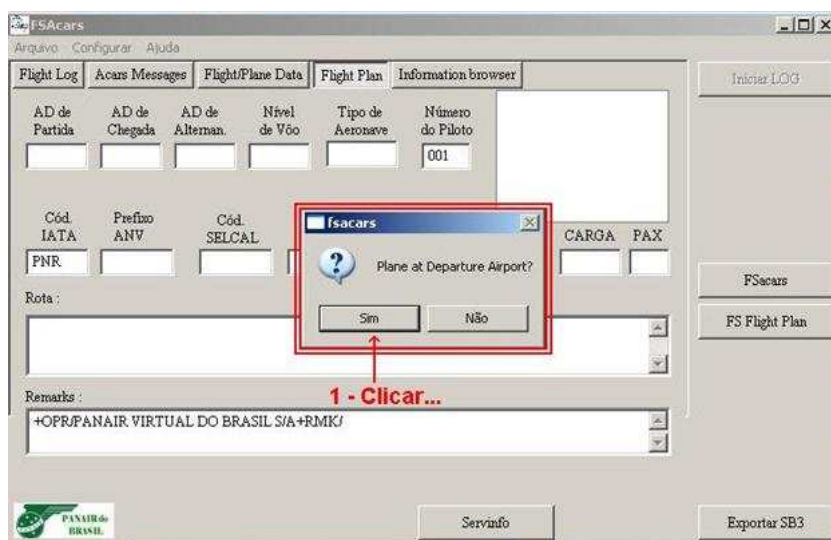 FSAcars
Arquivo Configurar Ajuda
Flight Log Acars Messages Flight/Plane Data Flight Plan Information browser
Iniciar LOG
AD de Partida
AD de Chegada
AD de Alternan.
Nível de Vôo
Tipo de Aeronave
Número do Piloto
001
Cód. IATA
Prefixo ANV
Cód. SELCAL
CARGA
PAX
PNR
fsacars
Plane at Departure Airport?
Sim
Não
FSacars
FS Flight Plan
Rota :
1 - Clicar...
Remarks :
+OPR/PANAIR VIRTUAL DO BRASIL S/A+RMK/
PANAIR do
BRASIL
Servinfo
Exportar SB3